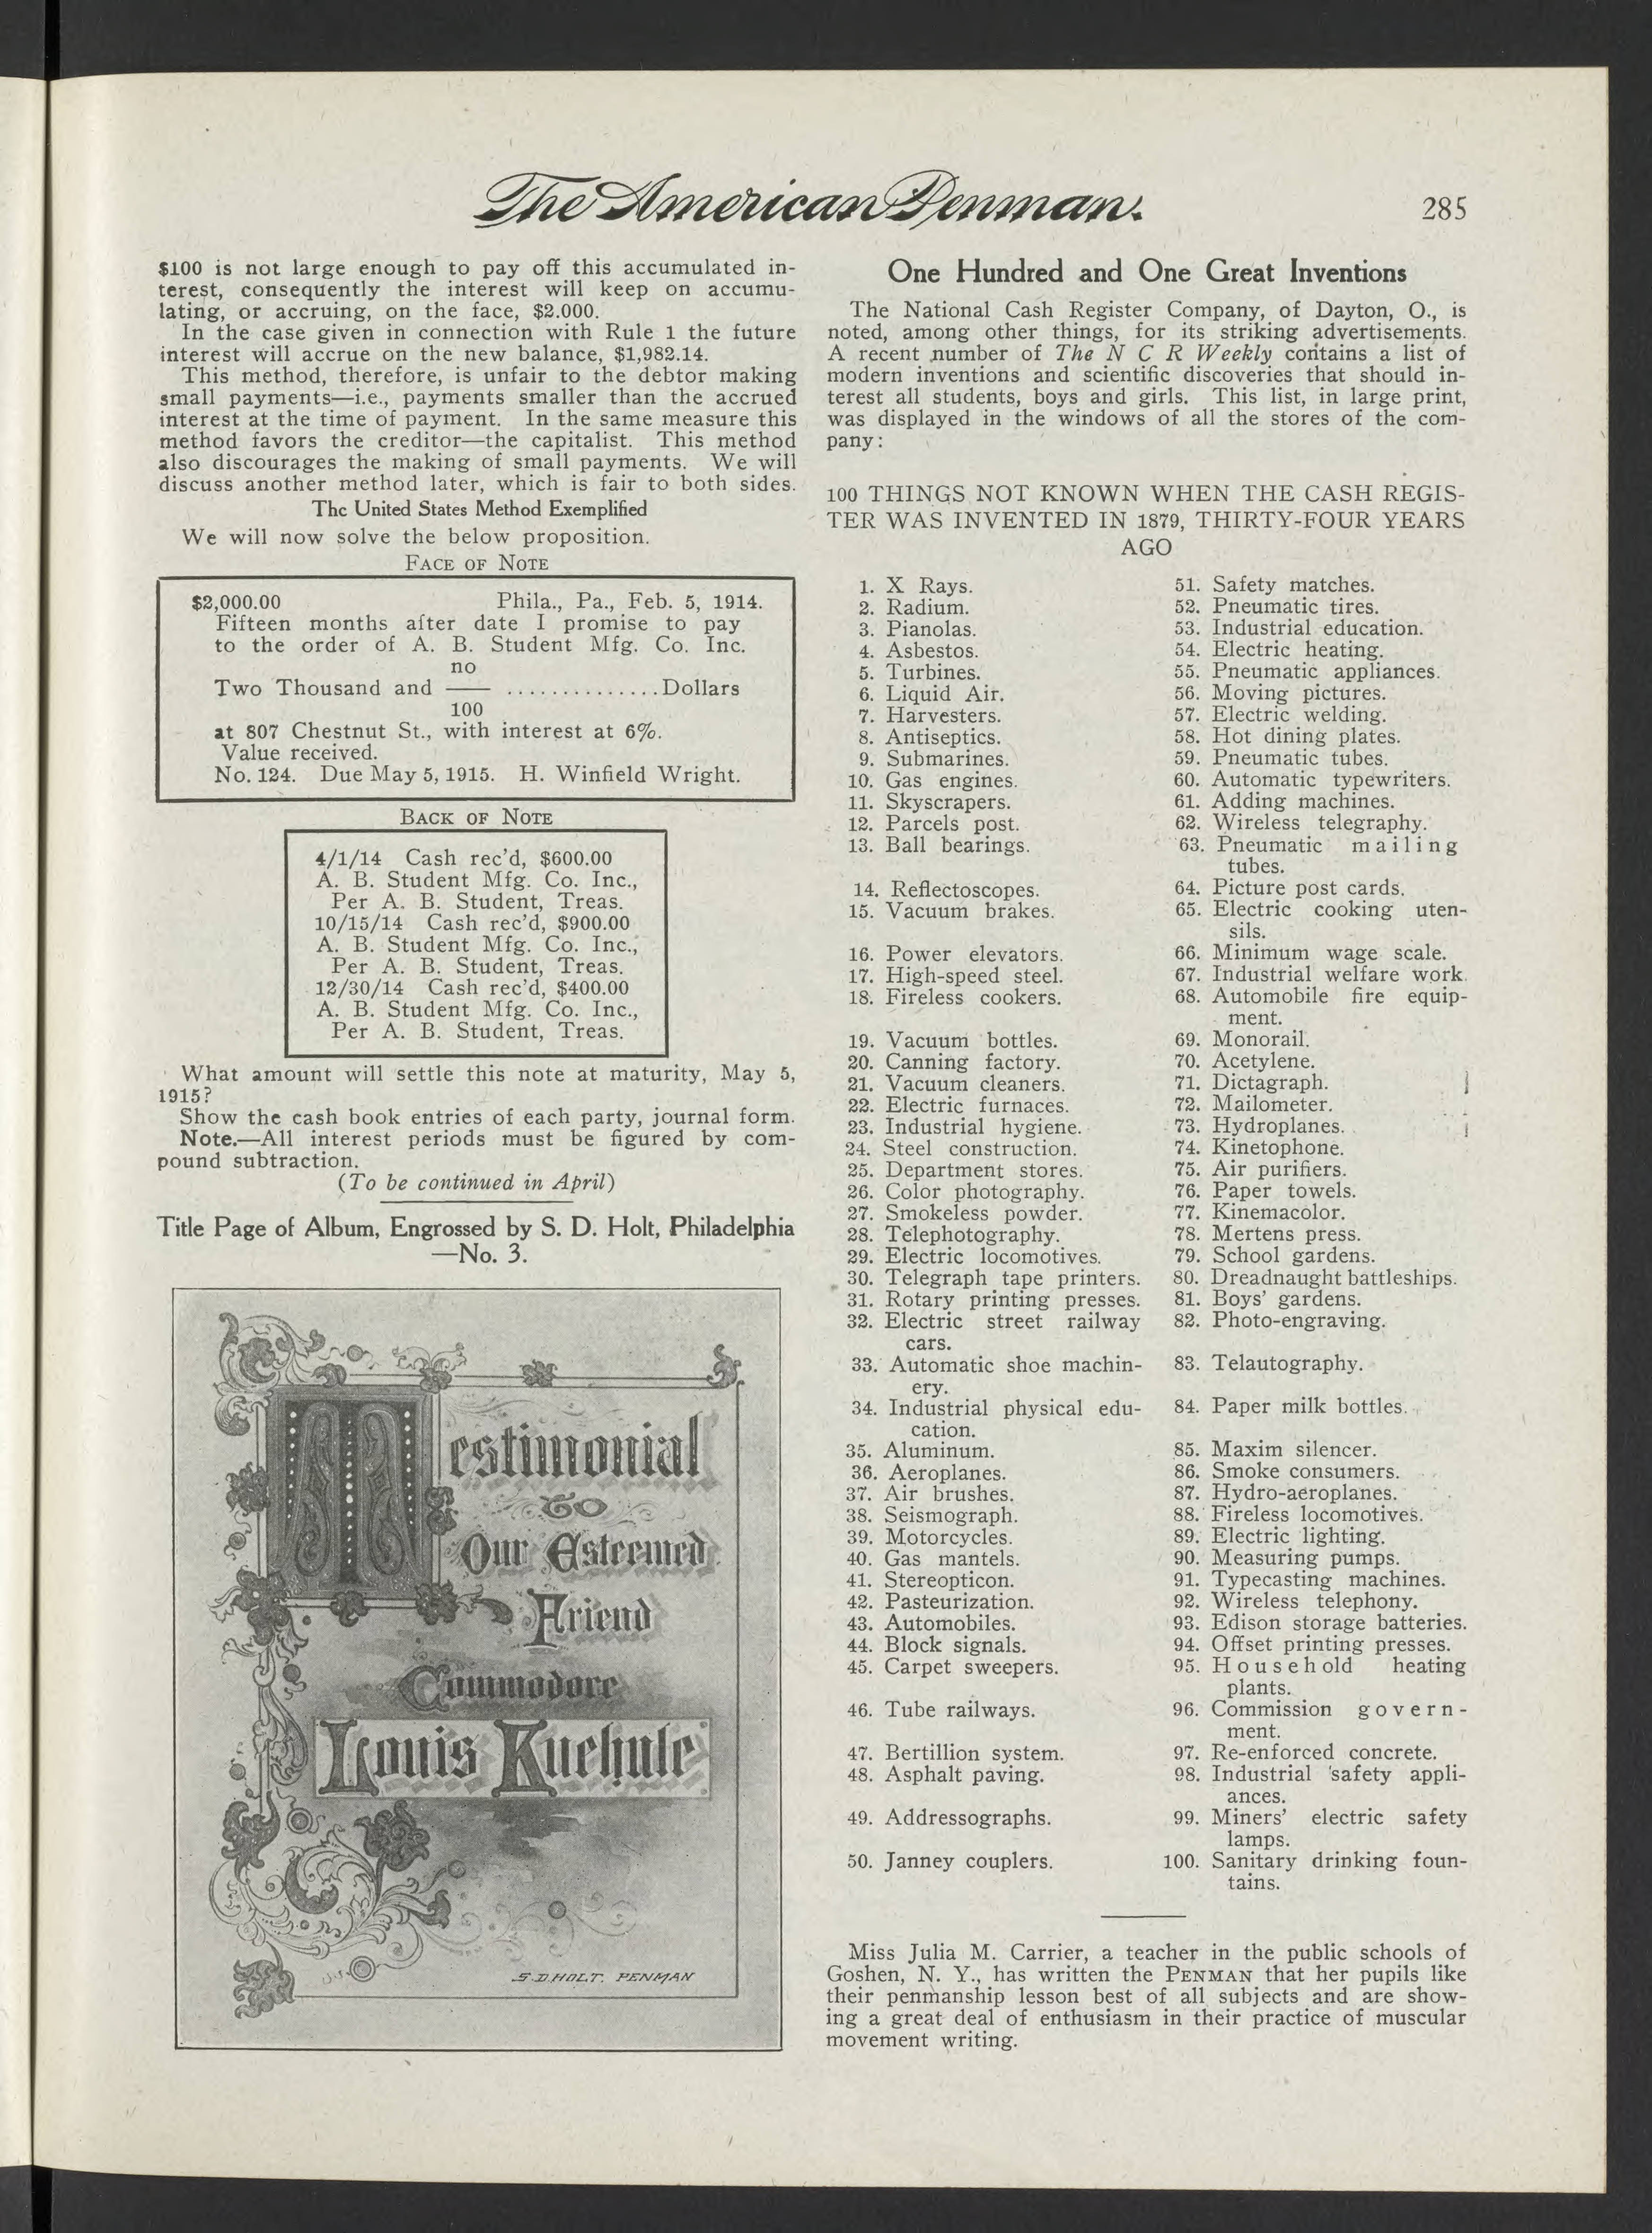 The American Penman.
285
$100 is not large enough to pay off this accumulated in-
terest, consequently the interest will keep on accumu-
lating, or accruing, on the face, $2.000.
In the case given in connection with Rule 1 the future
interest will accrue on the new balance, $1,982.14.
This method, therefore, is unfair to the debtor making
small payments—i.e., payments smaller than the accrued
interest at the time of payment. In the same measure this
method favors the creditor—the capitalist. This method
also discourages the making of small payments. We will
discuss another method later, which is fair to both sides.
The United States Method Exemplified
We will now solve the below proposition.
FACE OF NOTE
$2,000.00 Phila., Pa., Feb. 5, 1914.
Fifteen months after date I promise to pay
to the order of A. B. Student Mfg. Co. Inc.
no
Two Thousand and —— ..............Dollars
100
at 807 Chestnut St., with interest at 6%.
Value received.
No. 124. Due May 5, 1915. H. Winfield Wright.
BACK OF NOTE
4/1/14 Cash rec'd, $600.00
A. B. Student Mfg. Co. Inc.,
Per A. B. Student, Treas.
10/15/14 Cash rec'd, $900.00
A. B. Student Mfg. Co. Inc.,
Per A. B. Student, Treas.
12/30/14 Cash rec'd, $400.00
A. B. Student Mfg. Co. Inc.,
Per A. B. Student, Treas.
What amount will settle this note at maturity, May 5,
1915?
Show the cash book entries of each party, journal form.
Note.—All interest periods must be figured by com-
pound subtraction.
(To be continued in April)
Title Page of Album, Engrossed by S. D. Holt, Philadelphia
—No. 3.
Testimonial
TO
Our Esteemed
Friend
Commodore
Louis Kuehnle
S.D.HOLT. PENMAN
One Hundred and One Great Inventions
The National Cash Register Company, of Dayton, O., is
noted, among other things, for its striking advertisements.
A recent number of The N C R Weekly contains a list of
modern inventions and scientific discoveries that should in-
terest all students, boys and girls. This list, in large print,
was displayed in the windows of all the stores of the com-
pany:
100 THINGS NOT KNOWN WHEN THE CASH REGIS-
TER WAS INVENTED IN 1879, THIRTY-FOUR YEARS
AGO
1. X Rays.
2. Radium.
3. Pianolas.
4. Asbestos.
5. Turbines.
6. Liquid Air.
7. Harvesters.
8. Antiseptics.
9. Submarines.
10. Gas engines.
11. Skyscrapers.
12. Parcels post.
13. Ball bearings.
14. Reflectoscopes.
15. Vacuum brakes.
16. Power elevators.
17. High-speed steel.
18. Fireless cookers.
19. Vacuum bottles.
20. Canning factory.
21. Vacuum cleaners.
22. Electric furnaces.
23. Industrial hygiene.
24. Steel construction.
25. Department stores.
26. Color photography.
27. Smokeless powder.
28. Telephotography.
29. Electric locomotives.
30. Telegraph tape printers.
31. Rotary printing presses.
32. Electric street railway
cars.
33. Automatic shoe machin-
ery.
34. Industrial physical edu-
cation.
35. Aluminum.
36. Aeroplanes.
37. Air brushes.
38. Seismograph.
39. Motorcycles.
40. Gas mantels.
41. Stereopticon.
42. Pasteurization.
43. Automobiles.
44. Block signals.
45. Carpet sweepers.
46. Tube railways.
47. Bertillion system.
48. Asphalt paving.
49. Addressographs.
50. Janney couplers.
51. Safety matches.
52. Pneumatic tires.
53. Industrial education.
54. Electric heating.
55. Pneumatic appliances.
56. Moving pictures.
57. Electric welding.
58. Hot dining plates.
59. Pneumatic tubes.
60. Automatic typewriters.
61. Adding machines.
62. Wireless telegraphy.
63. Pneumatic mailing
tubes.
64. Picture post cards.
65. Electric cooking uten-
sils.
66. Minimum wage scale.
67. Industrial welfare work.
68. Automobile fire equip-
ment.
69. Monorail.
70. Acetylene.
71. Dictagraph.
72. Mailometer.
73. Hydroplanes.
74. Kinetophone.
75. Air purifiers.
76. Paper towels.
77. Kinemacolor.
78. Mertens press.
79. School gardens.
80. Dreadnaught battleships.
81. Boys' gardens.
82. Photo-engraving.
83. Telautography.
84. Paper milk bottles.
85. Maxim silencer.
86. Smoke consumers.
87. Hydro-aeroplanes.
88. Fireless locomotives.
89. Electric lighting.
90. Measuring pumps.
91. Typecasting machines.
92. Wireless telephony.
93. Edison storage batteries.
94. Offset printing presses.
95. Household heating
plants.
96. Commission govern-
ment.
97. Re-enforced concrete.
98. Industrial safety appli-
ances.
99. Miners' electric safety
lamps.
100. Sanitary drinking foun-
tains.
Miss Julia M. Carrier, a teacher in the public schools of
Goshen, N. Y., has written the PENMAN that her pupils like
their penmanship lesson best of all subjects and are show-
ing a great deal of enthusiasm in their practice of muscular
movement writing.